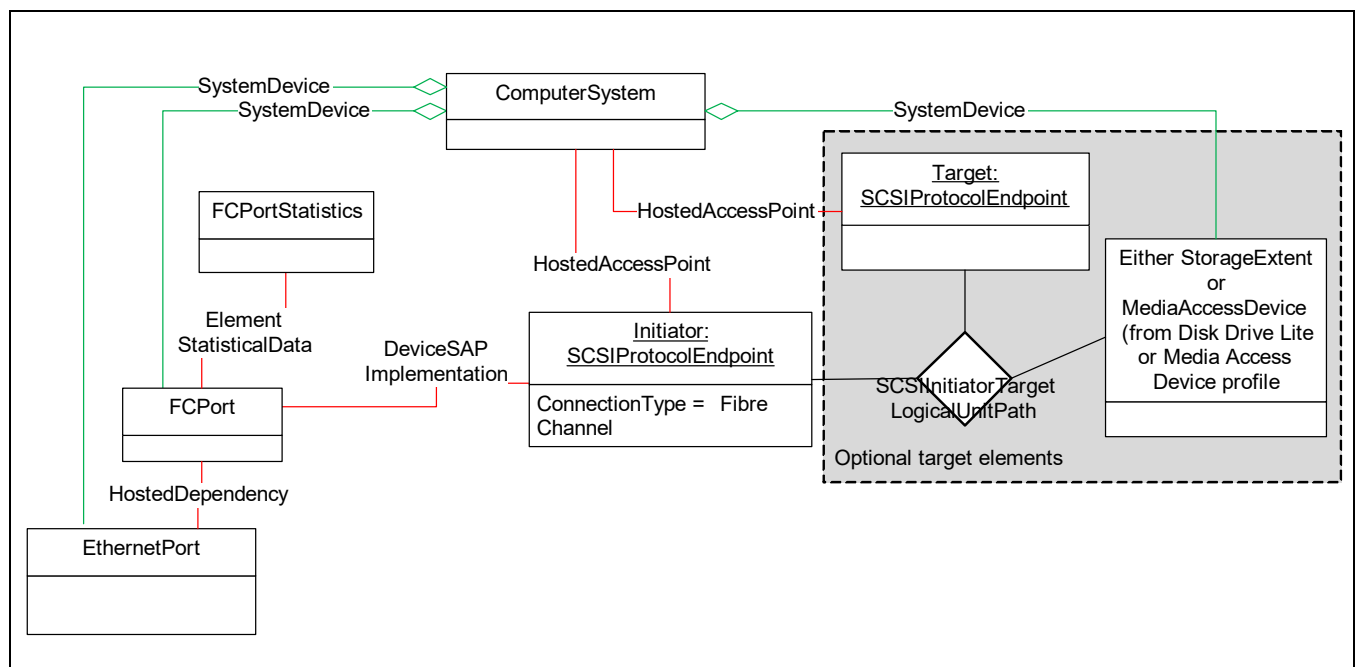 SystemDevice
SystemDevice
ComputerSystem
SystemDevice
Target:
SCSIProtocolEndpoint
FCPortStatistics
HostedAccessPoint
HostedAccessPoint
Either StorageExtent
or
MediaAccessDevice
(from Disk Drive Lite
or Media Access
Device profile
Element
StatisticalData
DeviceSAP
Implementation
Initiator:
SCSIProtocolEndpoint
ConnectionType = Fibre
Channel
SCSIInitiatorTarget
LogicalUnitPath
FCPort
Optional target elements
HostedDependency
EthernetPort